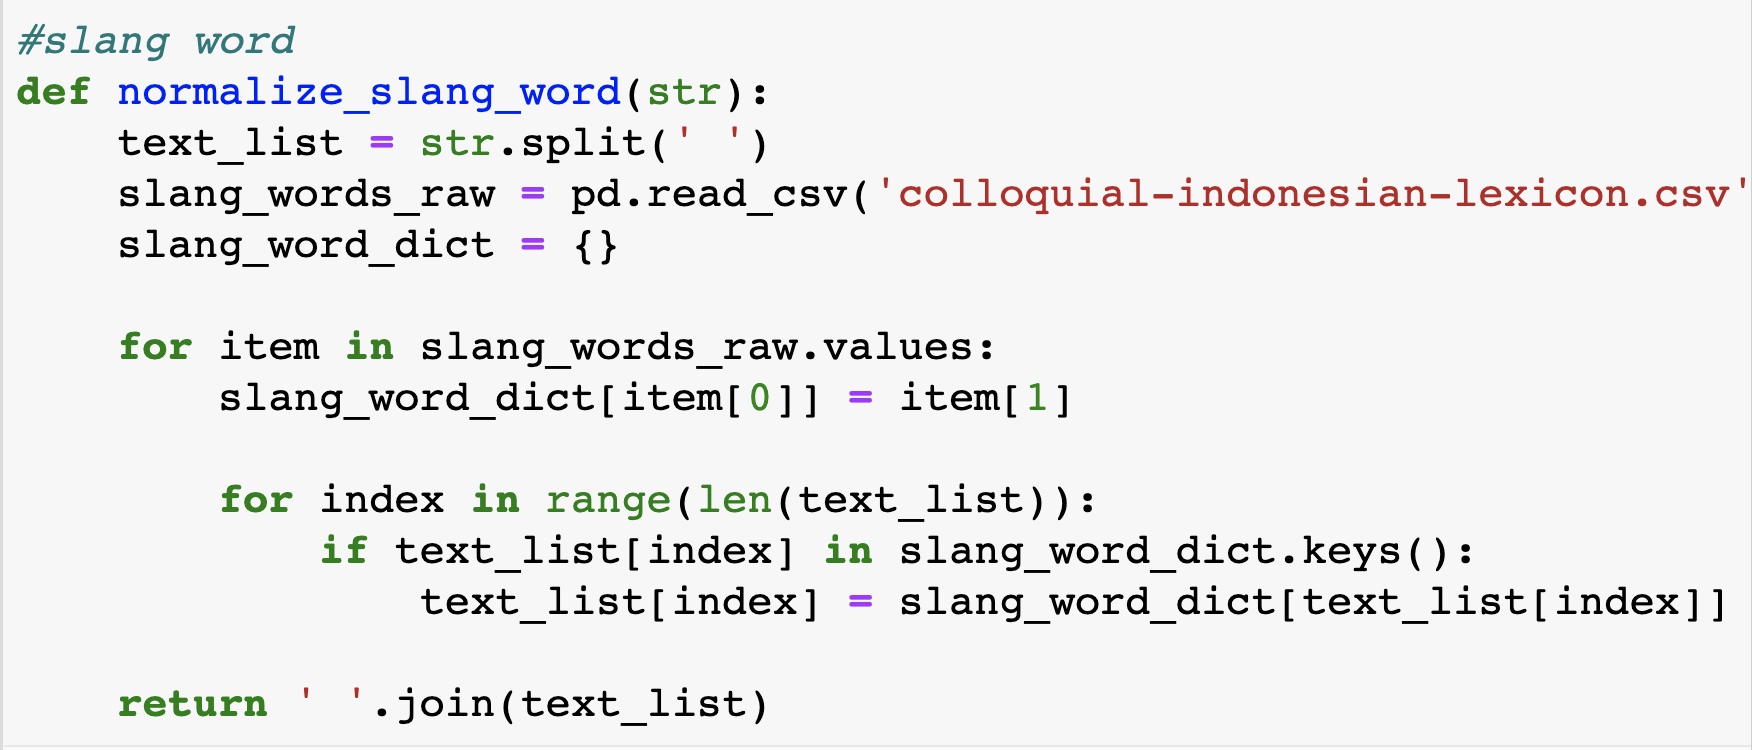 #slang word
def normalize_slang_word(str):
    text_list = str.split(' ')
    slang_words_raw = pd.read_csv('colloquial-indonesian-lexicon.csv'
    slang_word_dict = {}

    for item in slang_words_raw.values:
        slang_word_dict[item[0]] = item[1]

        for index in range(len(text_list)):
            if text_list[index] in slang_word_dict.keys():
                text_list[index] = slang_word_dict[text_list[index]]

    return ' '.join(text_list)